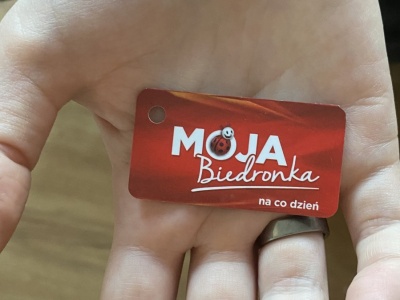 MOJA
Biedronka
na co dzień